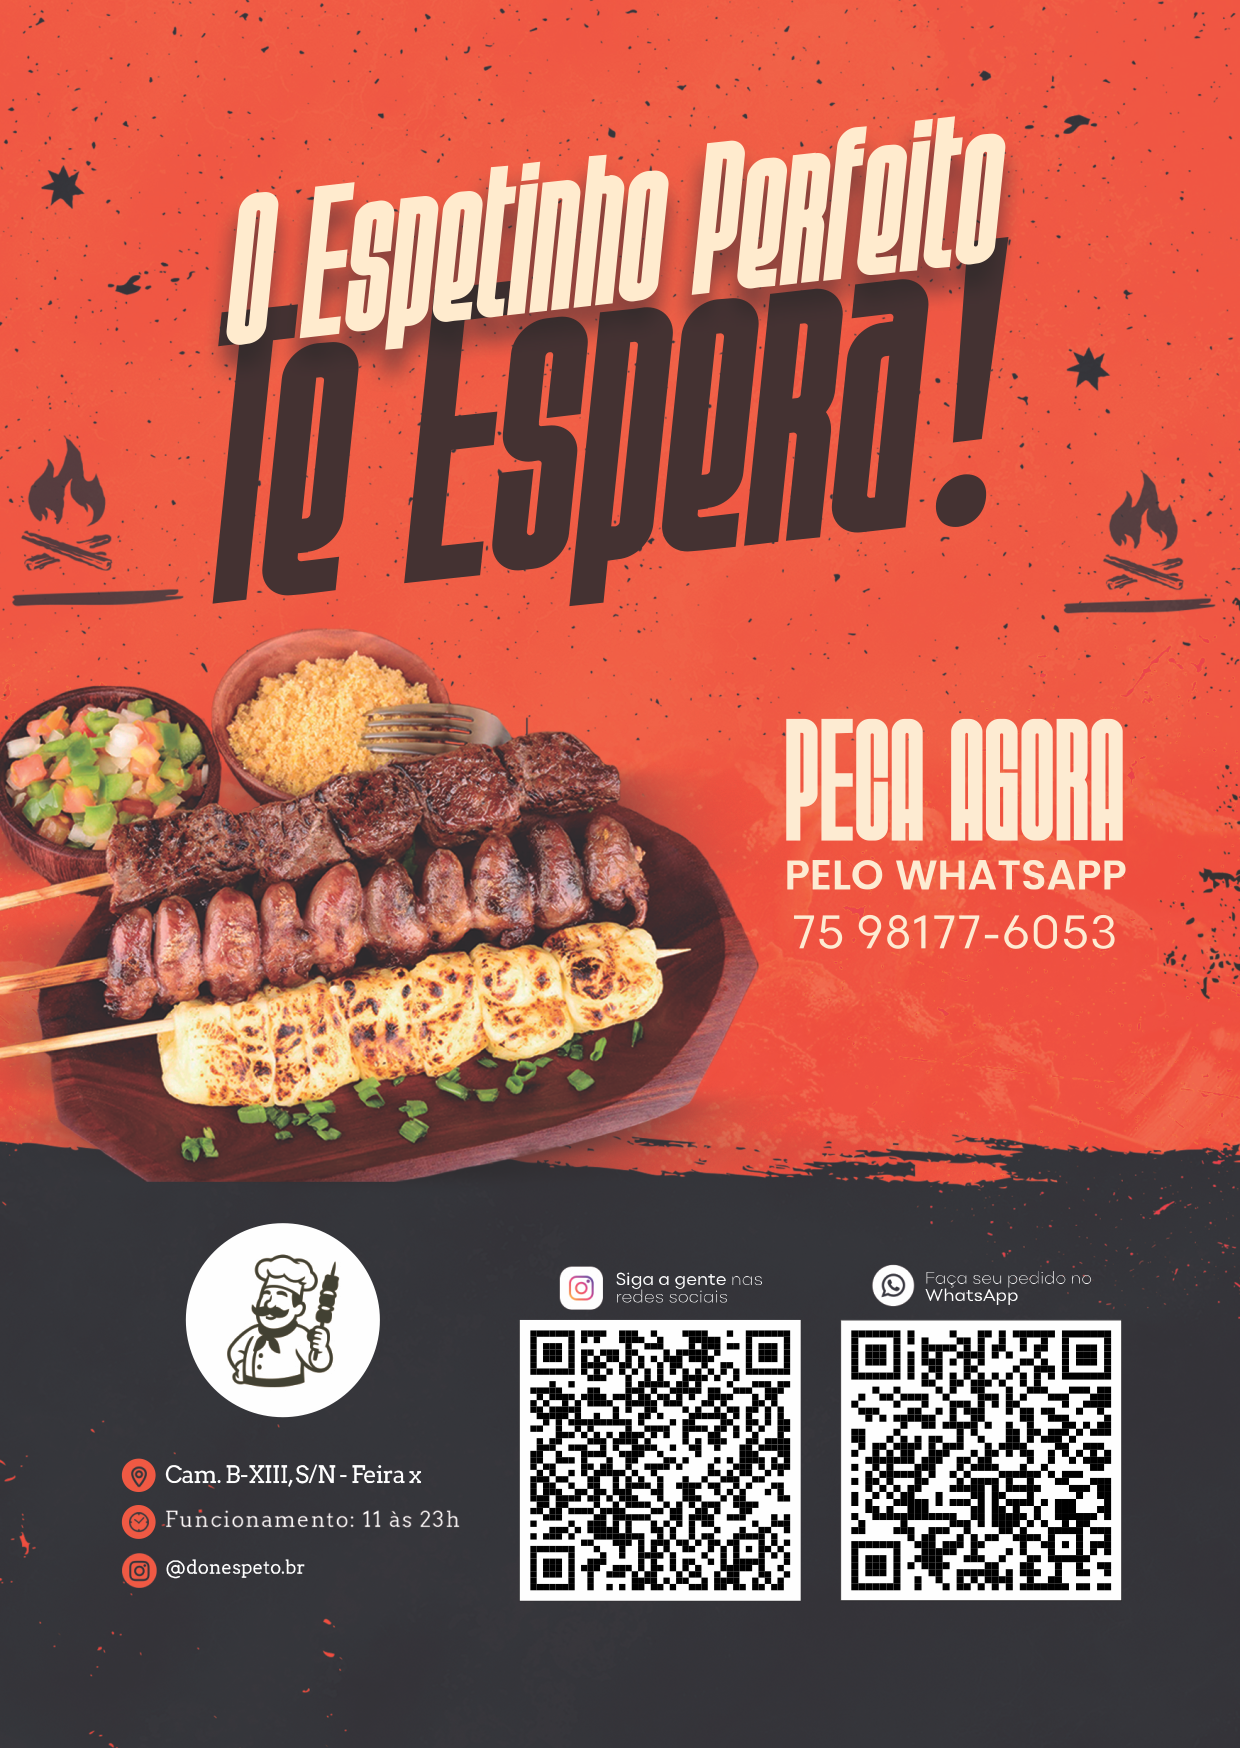 O Espetinho Perfeito
Te Espera!
PECA AGORA
PELO WHATSAPP
75 98177-6053
Siga a gente nas
redes sociais
Faça seu pedido no
WhatsApp
Cam. B-XIII, S/N - Feira x
Funcionamento: 11 às 23h
@donespeto.br